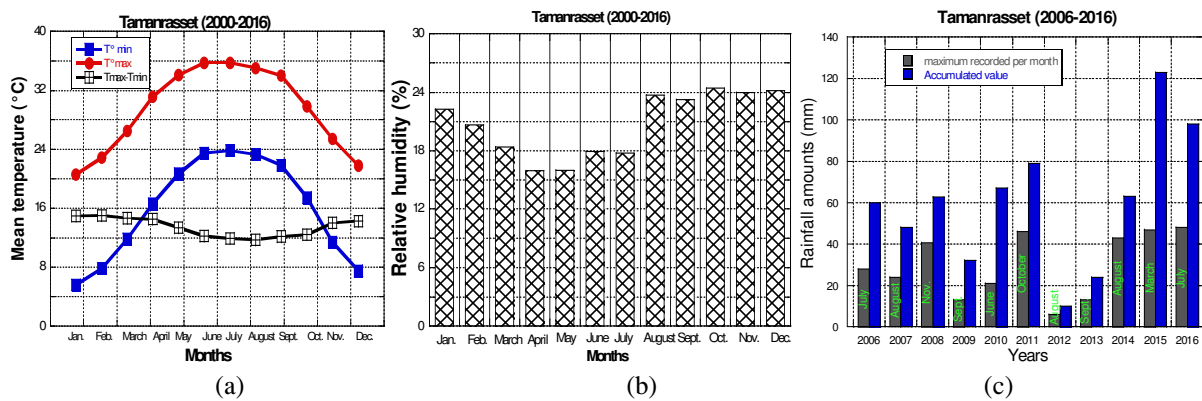 Tamanrasset (2000-2016)
40
32
24
16
8
0
Mean temperature (°C)
T° min
T°max
Tmax-Tmin
Jan. Feb. March April May June July August Sept. Oct. Nov. Dec.
Months
(a)
Tamanrasset (2000-2016)
30
24
18
12
6
0
Relative humidity (%)
Jan. Feb. March April May June July August Sept. Oct. Nov. Dec.
Months
(b)
Tamanrasset (2006-2016)
140
120
100
80
60
40
20
0
Rainfall amounts (mm)
maximum recorded per month
Accumulated value
July August Nov. Sept. June October August Sept. August March July
2006 2007 2008 2009 2010 2011 2012 2013 2014 2015 2016
Years
(c)